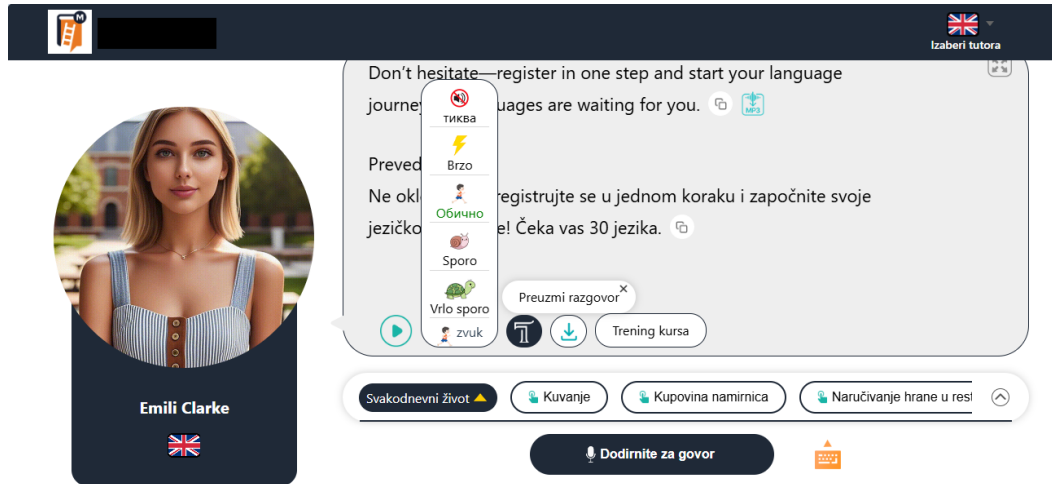 M
Izaberi tutora
Don't hesitate—register in one step and start your language
journey uages are waiting for you.
MP3
Preved
Ne okl registrujte se u jednom koraku i započnite svoje
jezičko e! Čeka vas 30 jezika.
тиква
Brzo
Обично
Sporo
Vrlo sporo
zvuk
Preuzmi razgovor
Trening kursa
Emili Clarke
Svakodnevni život
Kuvanje
Kupovina namirnica
Naručivanje hrane u rest
Dodirnite za govor